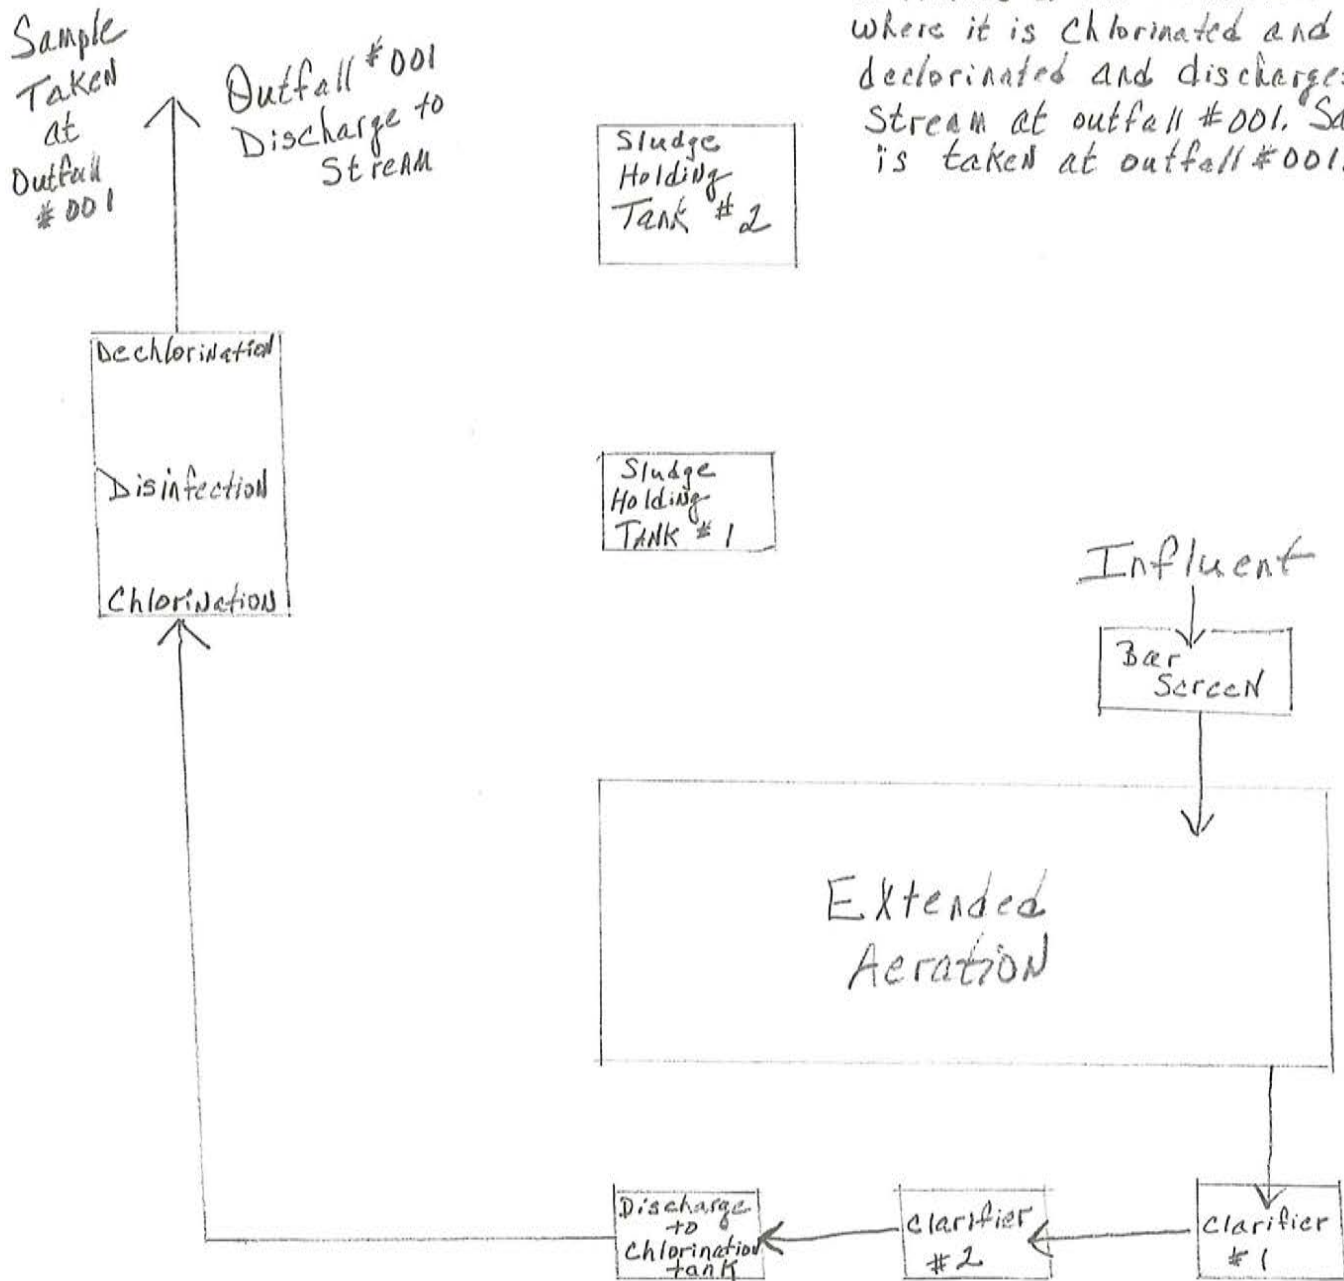 where it is Chlorinated and
declorinated and discharge
Stream at outfall #001.
is taken at outfall #001.
Sample
Taken
at
Outfall
#001
Outfall #001
Discharge to
Stream
Sludge
Holding
Tank #2
Dechlorination
Disinfection
Chlorination
Sludge
Holding
TANK #1
Influent
Bar
Screen
Extended
Aeration
Discharge
to
Chlorination
tank
Clarifier
#2
Clarifier
#1